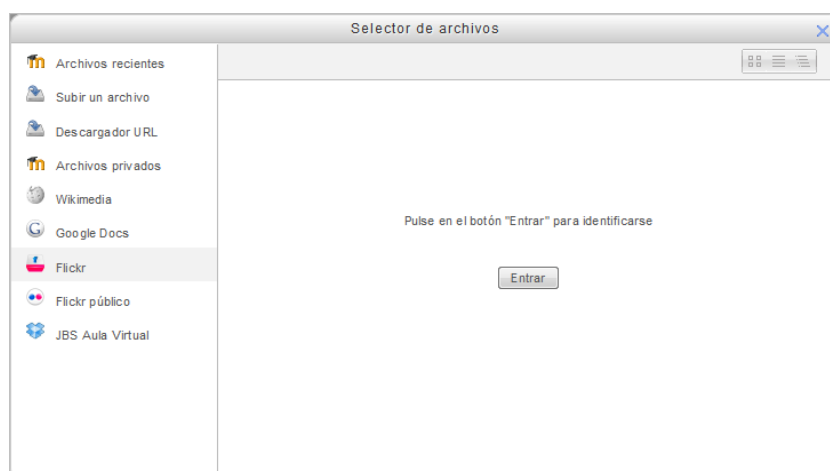 Selector de archivos
Archivos recientes
Subir un archivo
Descargador URL
Archivos privados
Wikimedia
Google Docs
Flickr
Flickr público
JBS Aula Virtual
Pulse en el botón "Entrar" para identificarse
Entrar